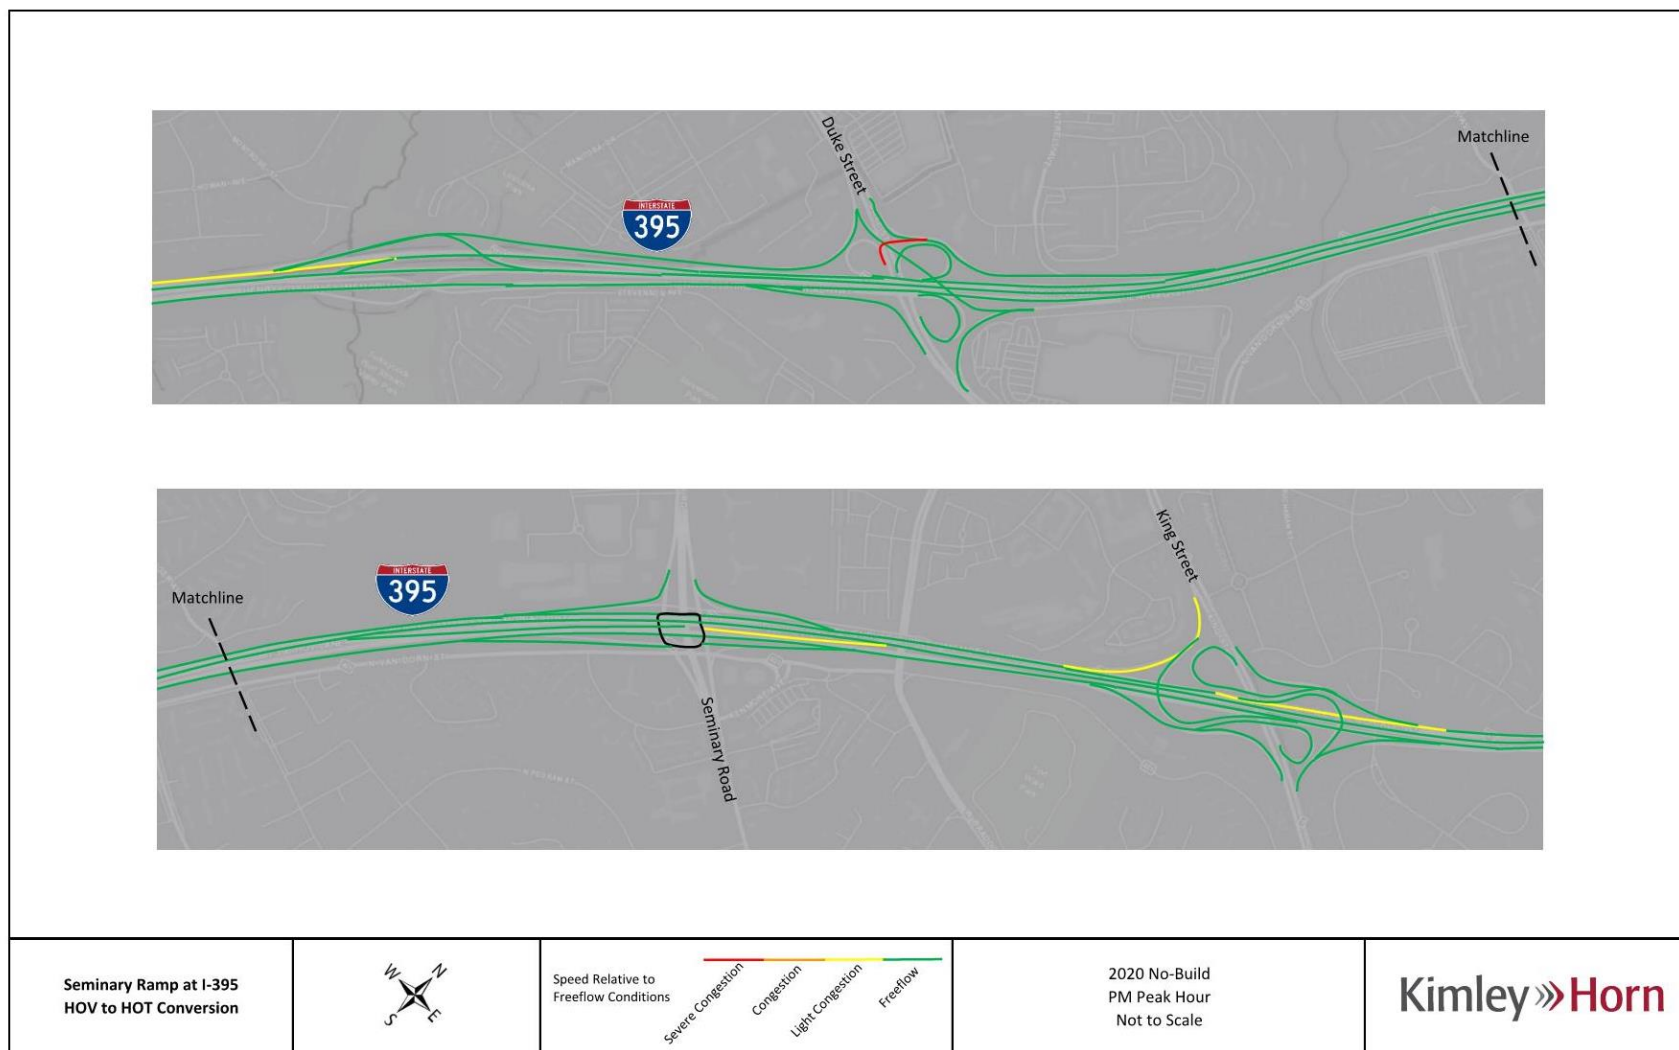 Duke Street
Matchline
INTERSTATE
395
Matchline
INTERSTATE
395
Seminary Road
King Street
Seminary Ramp at I-395
HOV to HOT Conversion
W N
S E
Speed Relative to
Freeflow Conditions
Severe Congestion
Congestion
Light Congestion
Freeflow
2020 No-Build
PM Peak Hour
Not to Scale
Kimley»Horn